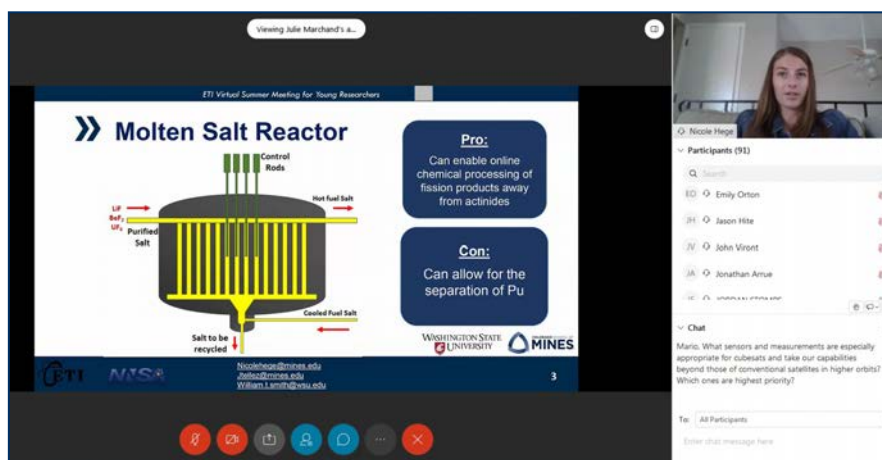 Viewing Julie Marchand's a...
ETI Virtual Summer Meeting for Young Researchers
Molten Salt Reactor
Control
Rods
Hot fuel Salt
LiF
BeF₂
Purified
Salt
Cooled Fuel Salt
Salt to be
recycled
Pro:
Can enable online
chemical processing of
fission products away
from actinides
Con:
Can allow for the
separation of Pu
WASHINGTON STATE
UNIVERSITY
MINES
ETI
NNSA
Nicolehege@mines.edu
Jtellez@mines.edu
William.l.smith@wsu.edu
3
Nicole Hege
Participants (91)
Search
EO Emily Orton
JH Jason Hite
JV John Viront
JA Jonathan Arrue
Chat
Mario, What sensors and measurements are especially
appropriate for cubesats and take our capabilities
beyond those of conventional satellites in higher orbits?
Which ones are highest priority?
To: All Participants
Enter chat message here